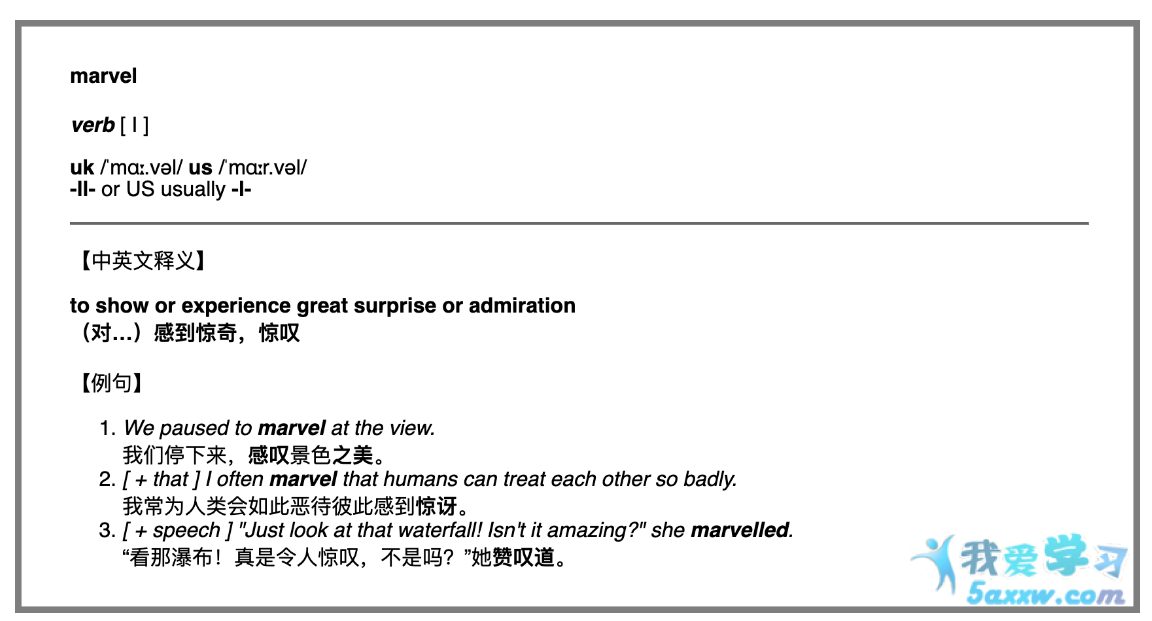 marvel
verb [ I ]
uk /ˈmɑː.vəl/ us /ˈmɑːr.vəl/
-ll- or US usually -l-
【中英文释义】
to show or experience great surprise or admiration
（对…）感到惊奇，惊叹
【例句】
1. We paused to marvel at the view.
我们停下来，感叹景色之美。
2. [ + that ] I often marvel that humans can treat each other so badly.
我常为人类会如此恶待彼此感到惊讶。
3. [ + speech ] "Just look at that waterfall! Isn't it amazing?" she marvelled.
“看那瀑布！真是令人惊叹，不是吗？”她赞叹道。
我爱学习
5axxw.com